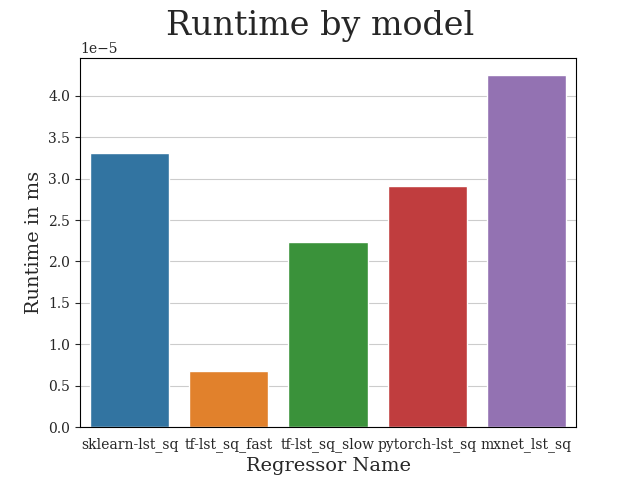 Runtime by model
1e−5
4.0
3.5
3.0
2.5
2.0
1.5
1.0
0.5
0.0
Runtime in ms
sklearn-lst_sq tf-lst_sq_fast tf-lst_sq_slow pytorch-lst_sq mxnet_lst_sq
Regressor Name